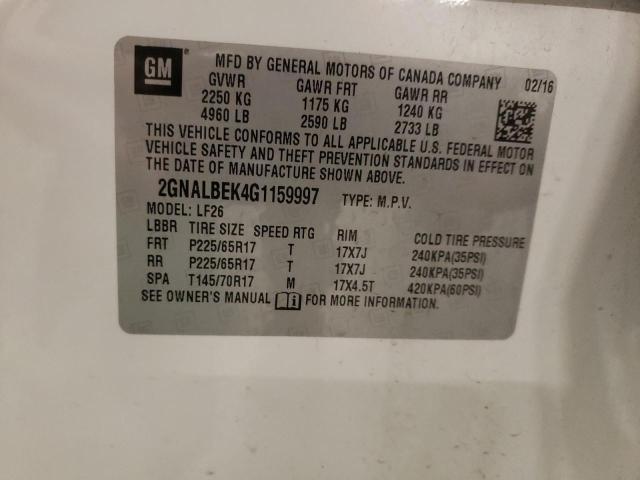 GM
MFD BY GENERAL MOTORS OF CANADA COMPANY 02/16
GVWR GAWR FRT GAWR RR
2250 KG 1175 KG 1240 KG
4960 LB 2590 LB 2733 LB
THIS VEHICLE CONFORMS TO ALL APPLICABLE U.S. FEDERAL MOTOR
VEHICLE SAFETY AND THEFT PREVENTION STANDARDS IN EFFECT ON
THE DATE OF MANUFACTURE SHOWN ABOVE.
2GNALBEK4G1159997 TYPE: M.P.V.
MODEL: LF26
LBBR TIRE SIZE SPEED RTG RIM COLD TIRE PRESSURE
FRT P225/65R17 T 17X7J 240KPA(35PSI)
RR P225/65R17 T 17X7J 240KPA(35PSI)
SPA T145/70R17 M 17X4.5T 420KPA(60PSI)
SEE OWNER'S MANUAL FOR MORE INFORMATION.